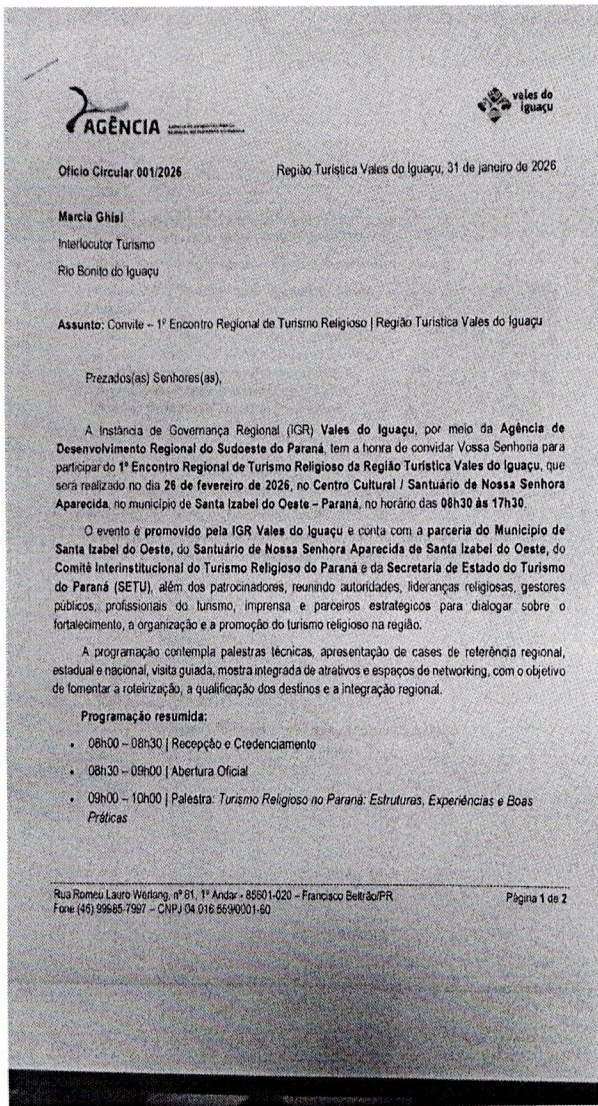 AGÊNCIA
vales do
iguaçu
Ofício Circular 001/2026
Região Turística Vales do Iguaçu, 31 de janeiro de 2026
Marcia Ghisi
Interlocutor Turismo
Rio Bonito do Iguaçu
Assunto: Convite – 1º Encontro Regional de Turismo Religioso | Região Turística Vales do Iguaçu
Prezados(as) Senhores(as),
A Instância de Governança Regional (IGR) Vales do Iguaçu, por meio da Agência de
Desenvolvimento Regional do Sudoeste do Paraná, tem a honra de convidar Vossa Senhoria para
participar do 1º Encontro Regional de Turismo Religioso da Região Turística Vales do Iguaçu, que
será realizado no dia 26 de fevereiro de 2026, no Centro Cultural / Santuário de Nossa Senhora
Aparecida, no município de Santa Izabel do Oeste – Paraná, no horário das 08h30 às 17h30.
O evento é promovido pela IGR Vales do Iguaçu e conta com a parceria do Município de
Santa Izabel do Oeste, do Santuário de Nossa Senhora Aparecida de Santa Izabel do Oeste, do
Comitê Interinstitucional do Turismo Religioso do Paraná e da Secretaria de Estado do Turismo
do Paraná (SETU), além dos patrocinadores, reunindo autoridades, lideranças religiosas, gestores
públicos, profissionais do turismo, imprensa e parceiros estratégicos para dialogar sobre o
fortalecimento, a organização e a promoção do turismo religioso na região.
A programação contempla palestras técnicas, apresentação de cases de referência regional,
estadual e nacional, visita guiada, mostra integrada de atrativos e espaços de networking, com o objetivo
de fomentar a roteirização, a qualificação dos destinos e a integração regional.
Programação resumida:
• 08h00 – 08h30 | Recepção e Credenciamento
• 08h30 – 09h00 | Abertura Oficial
• 09h00 – 10h00 | Palestra: Turismo Religioso no Paraná: Estruturas, Experiências e Boas
Práticas
Rua Romeu Lauro Werlang, nº 81, 1º Andar - 85601-020 – Francisco Beltrão/PR
Página 1 de 2
Fone (46) 99985-7997 – CNPJ 04.016.559/0001-60